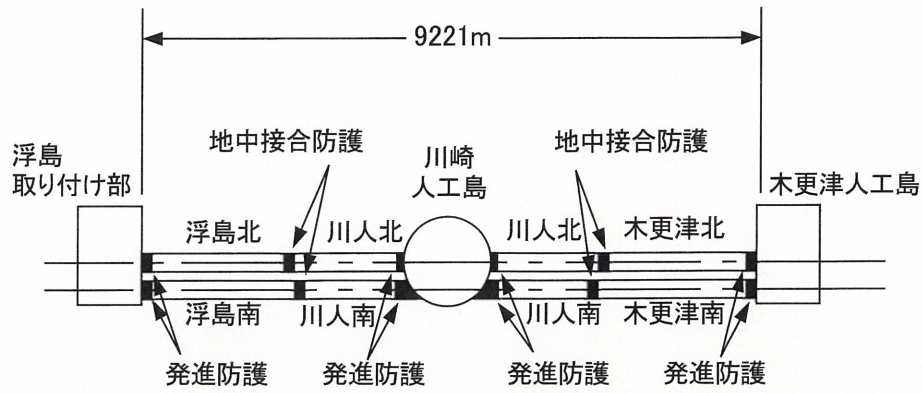 9221m
地中接合防護
地中接合防護
浮島
取り付け部
川崎
人工島
木更津人工島
浮島北
川人北
川人北
木更津北
浮島南
川人南
川人南
木更津南
発進防護
発進防護
発進防護
発進防護